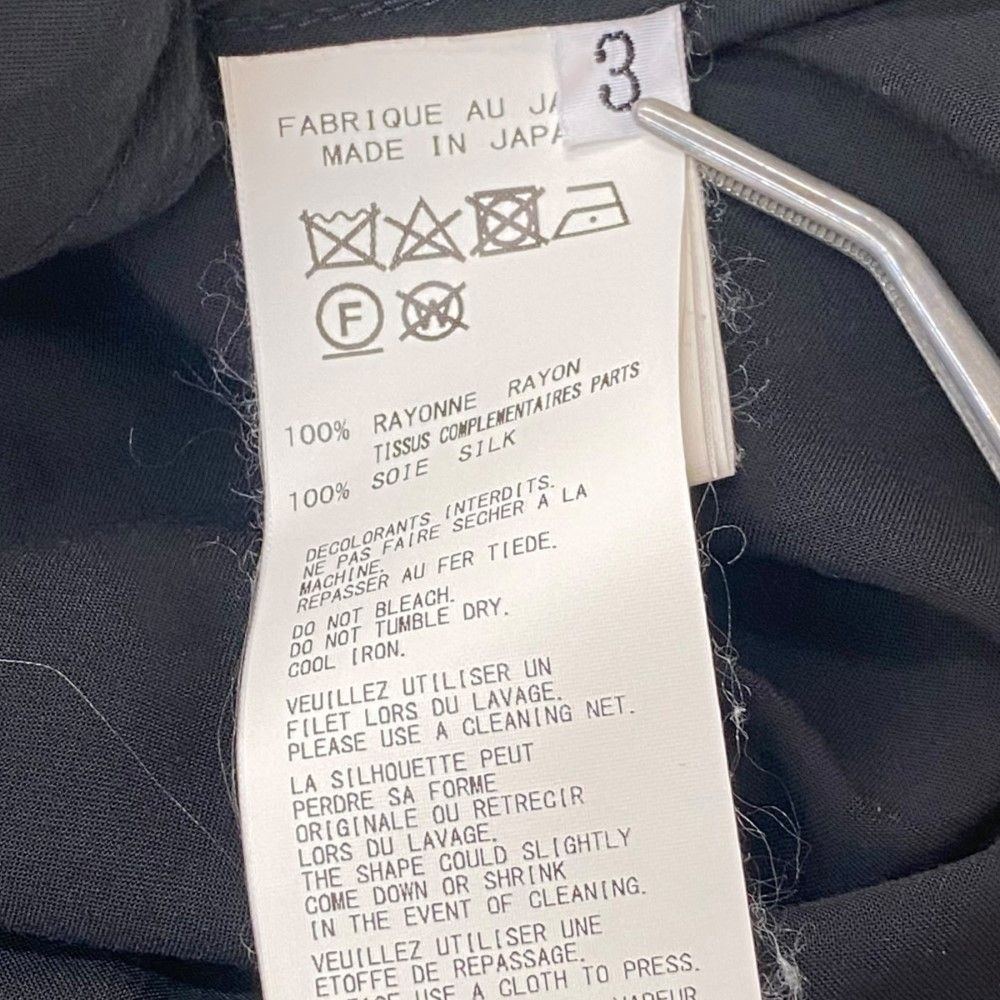 3
FABRIQUE AU
MADE IN
F
W
100% RAYONNE RAYON
TISSUS COMPLEMENTAIRES PARTS
100% SOIE SILK
DECOLORANTS INTERDITS.
NE PAS FAIRE SECHER A LA
MACHINE.
REPASSER AU FER TIEDE.
DO NOT BLEACH.
DO NOT TUMBLE DRY.
COOL IRON.
VEUILLEZ UTILISER UN
FILET LORS DU LAVAGE.
PLEASE USE A CLEANING NET.
LA SILHOUETTE PEUT
PERDRE SA FORME
ORIGINALE OU RETRECIR
LORS DU LAVAGE.
THE SHAPE COULD SLIGHTLY
COME DOWN OR SHRINK
IN THE EVENT OF CLEANING.
VEUILLEZ UTILISER UNE
ETOFFE DE REPASSAGE.
USE A CLOTH TO PRESS.